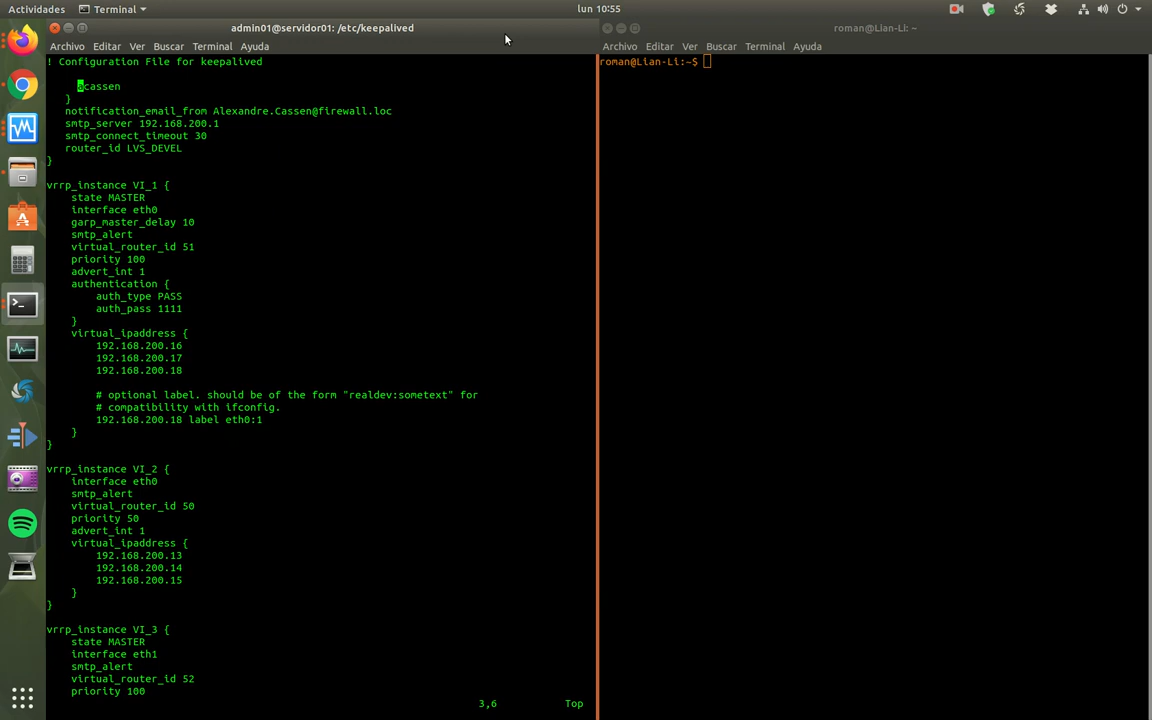 Actividades
Terminal
lun 10:55
admin01@servidor01: /etc/keepalived
roman@Lian-Li: ~
Archivo Editar Ver Buscar Terminal Ayuda
Archivo Editar Ver Buscar Terminal Ayuda
! Configuration File for keepalived
acassen
}
notification_email_from Alexandre.Cassen@firewall.loc
smtp_server 192.168.200.1
smtp_connect_timeout 30
router_id LVS_DEVEL
}
vrrp_instance VI_1 {
state MASTER
interface eth0
garp_master_delay 10
smtp_alert
virtual_router_id 51
priority 100
advert_int 1
authentication {
auth_type PASS
auth_pass 1111
}
virtual_ipaddress {
192.168.200.16
192.168.200.17
192.168.200.18
# optional label. should be of the form "realdev:sometext" for
# compatibility with ifconfig.
192.168.200.18 label eth0:1
}
}
vrrp_instance VI_2 {
interface eth0
smtp_alert
virtual_router_id 50
priority 50
advert_int 1
virtual_ipaddress {
192.168.200.13
192.168.200.14
192.168.200.15
}
}
vrrp_instance VI_3 {
state MASTER
interface eth1
smtp_alert
virtual_router_id 52
priority 100
3,6 Top
roman@Lian-Li:~$